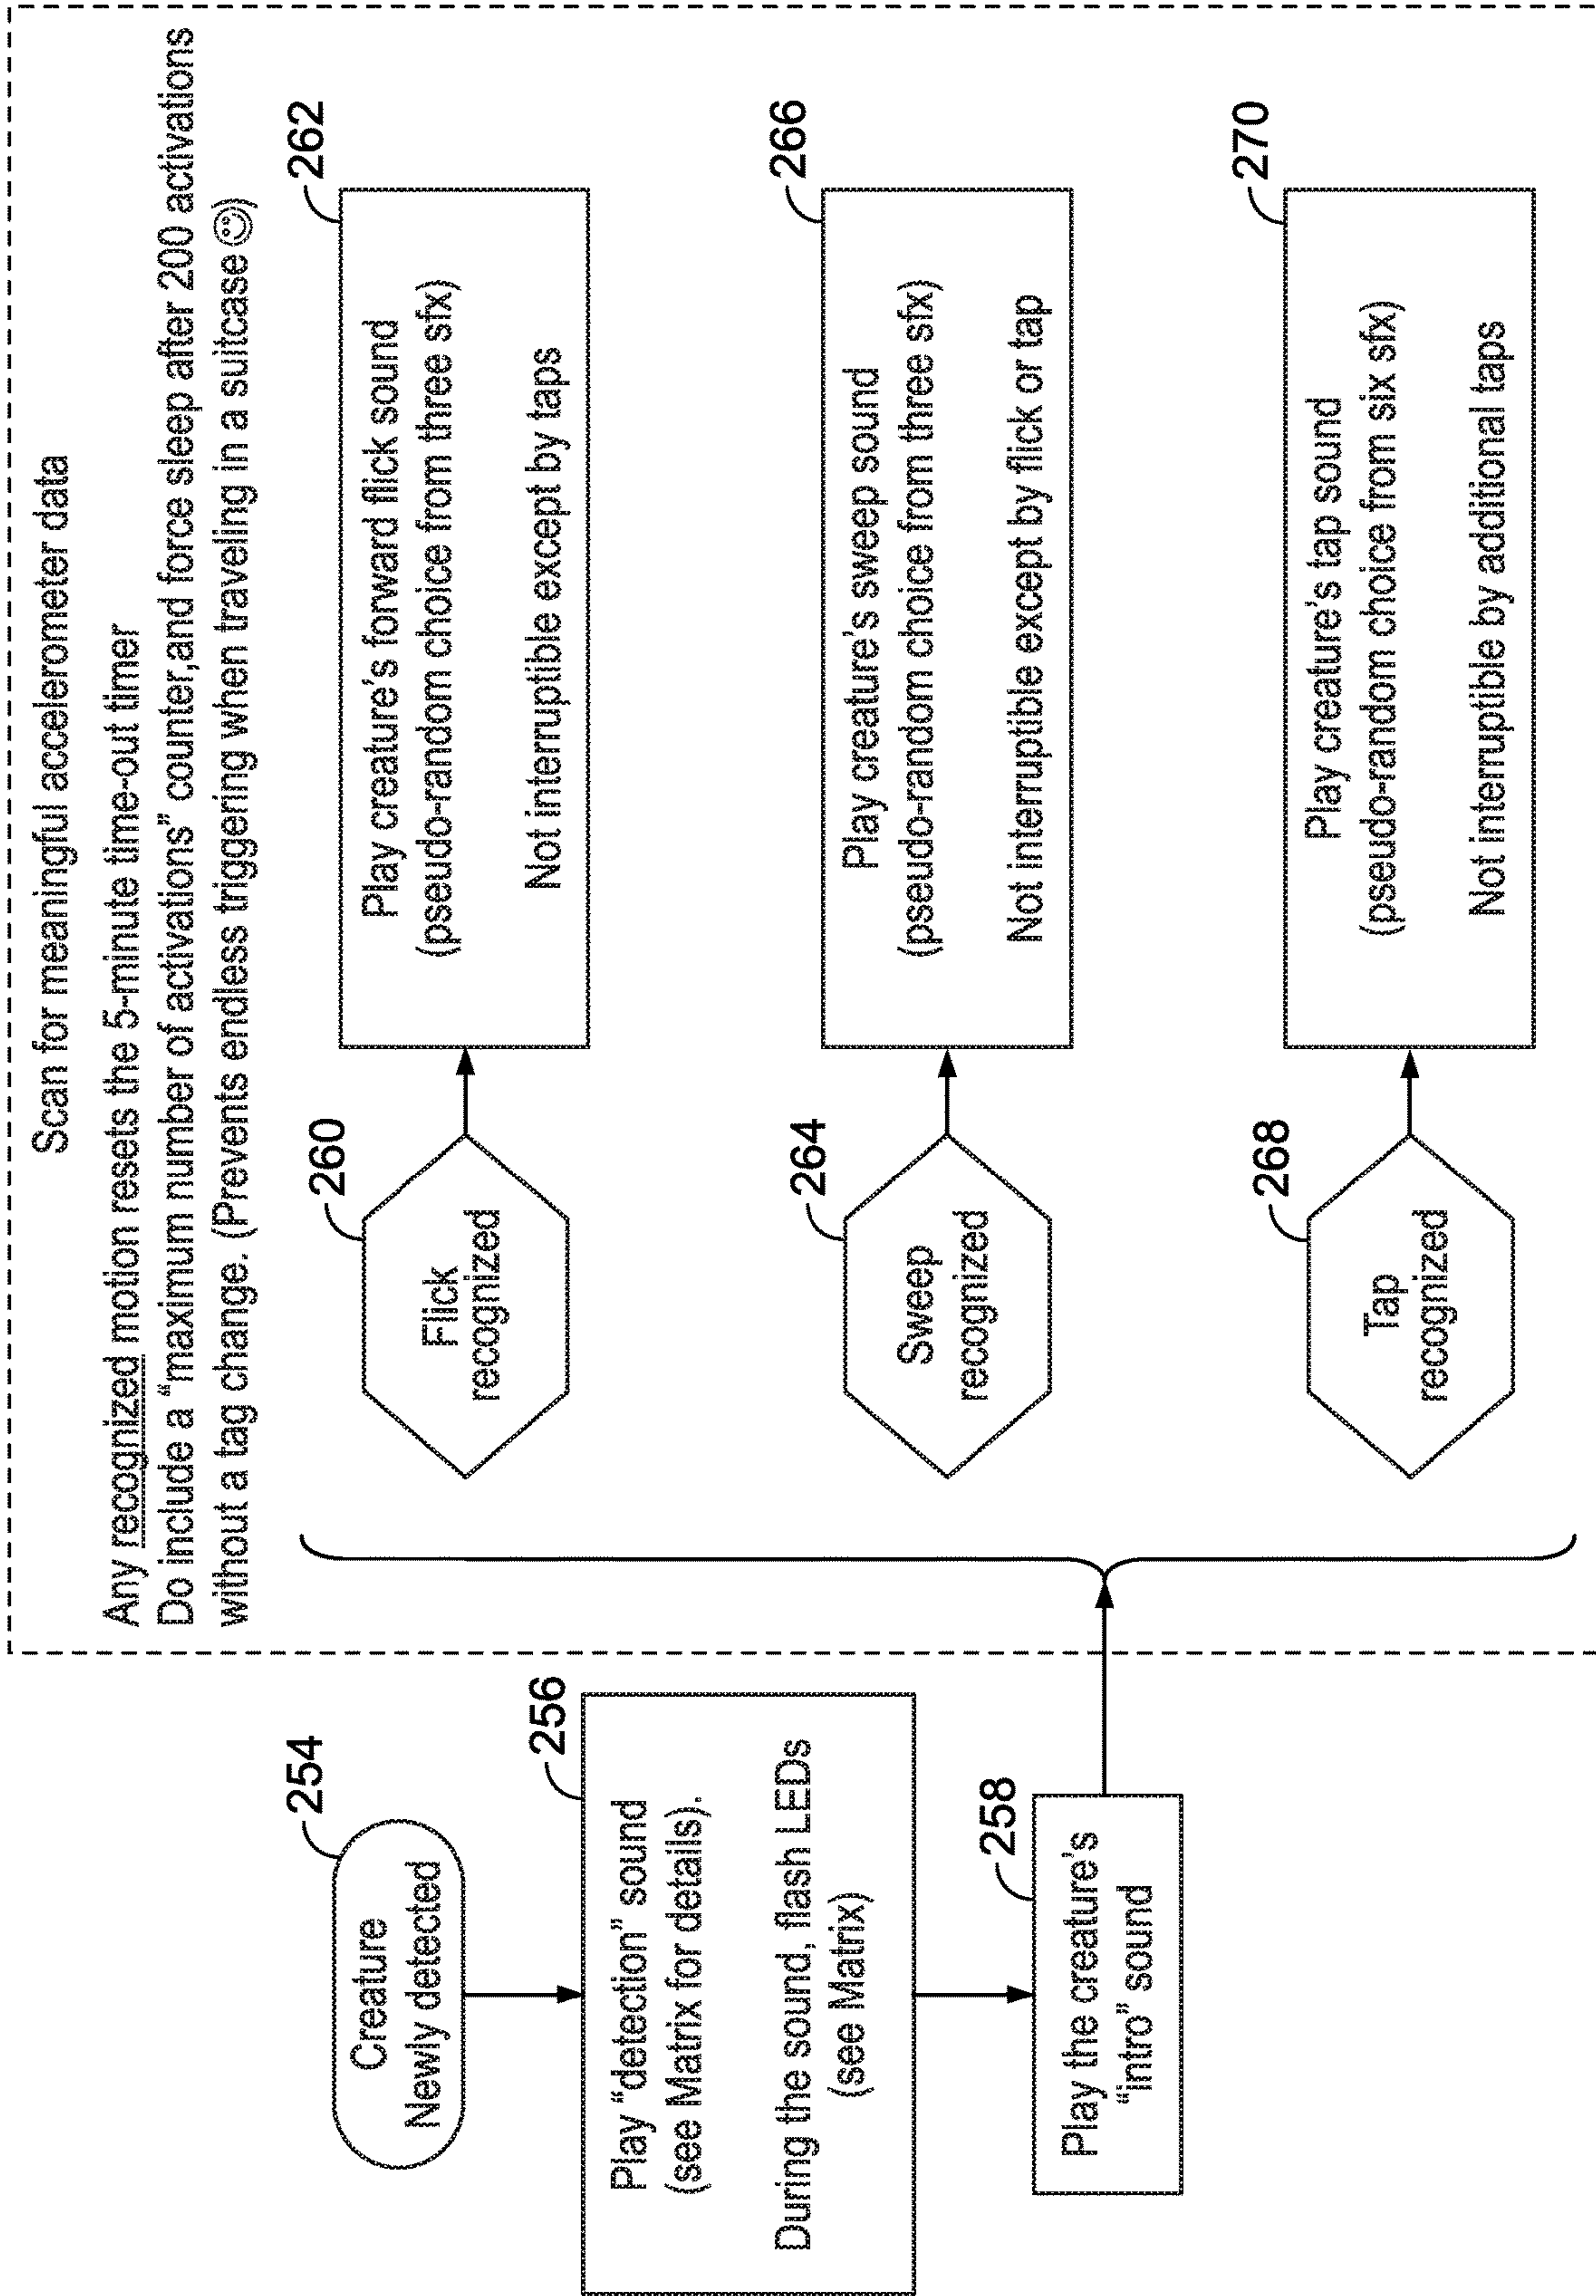 Scan for meaningful accelerometer data
Any recognized motion resets the 5-minute time-out timer
Do include a “maximum number of activations” counter,and force sleep after 200 activations
without a tag change. (Prevents endless triggering when traveling in a suitcase☺)
254
Creature
Newly detected
256
Play “detection” sound
(see Matrix for details).
During the sound, flash LEDs
(see Matrix)
258
Play the creature’s
“intro” sound
260
Flick
recognized
262
Play creature’s forward flick sound
(pseudo-random choice from three sfx)
Not interruptible except by taps
264
Sweep
recognized
266
Play creature’s sweep sound
(pseudo-random choice from three sfx)
Not interruptible except by flick or tap
268
Tap
recognized
270
Play creature’s tap sound
(pseudo-random choice from six sfx)
Not interruptible by additional taps